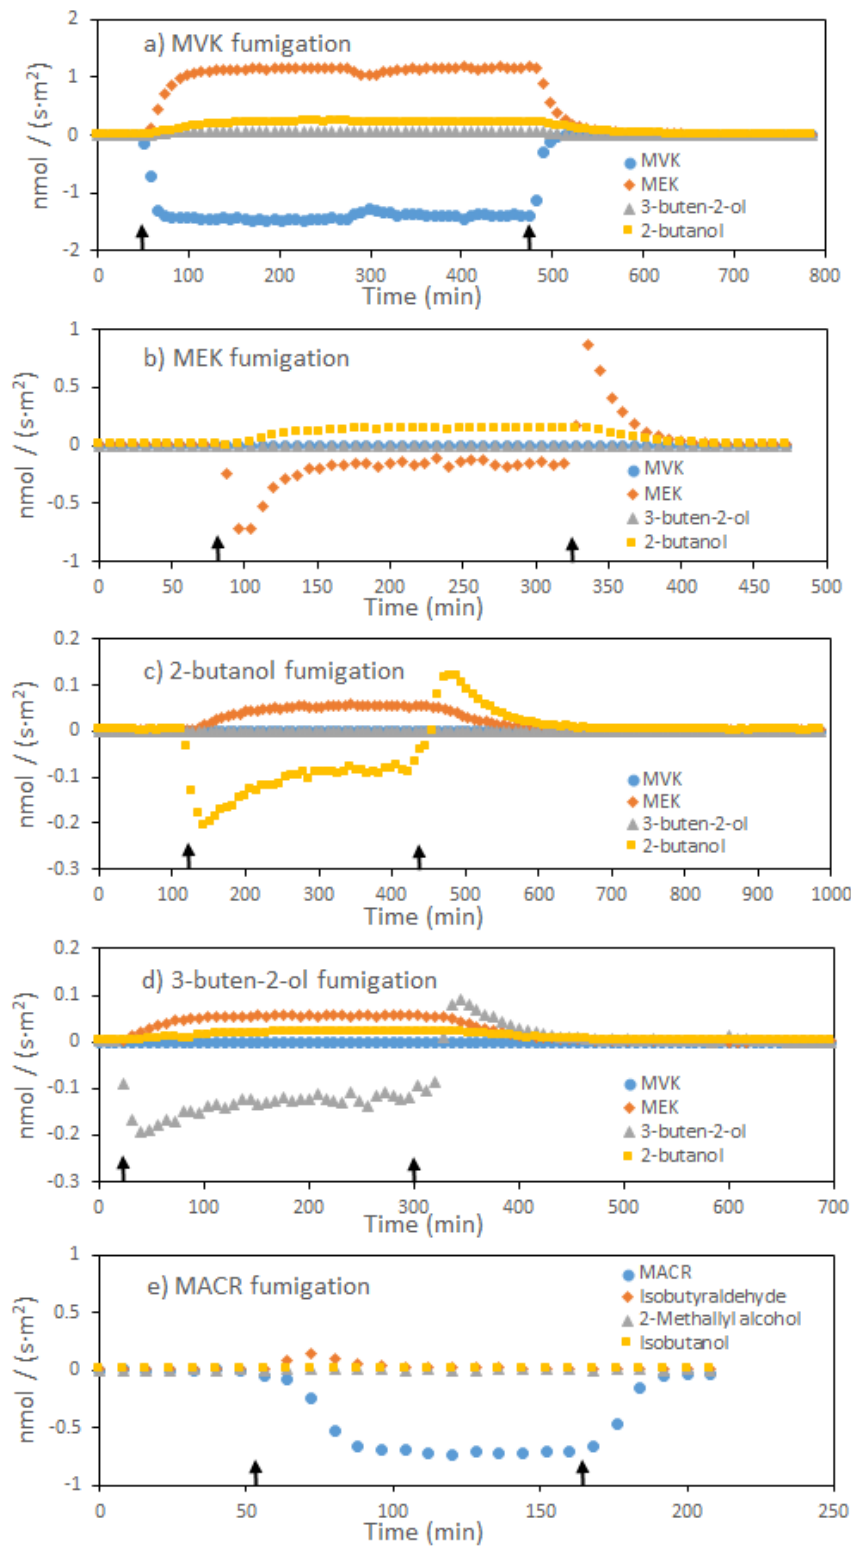 a) MVK fumigation
nmol / (s·m²)
2
1
0
-1
-2
MVK
MEK
3-buten-2-ol
2-butanol
0 100 200 300 400 500 600 700 800
Time (min)
b) MEK fumigation
nmol / (s·m²)
1
0.5
0
-0.5
-1
MVK
MEK
3-buten-2-ol
2-butanol
0 50 100 150 200 250 300 350 400 450 500
Time (min)
c) 2-butanol fumigation
nmol / (s·m²)
0.2
0.1
0
-0.1
-0.2
-0.3
MVK
MEK
3-buten-2-ol
2-butanol
0 100 200 300 400 500 600 700 800 900 1000
Time (min)
d) 3-buten-2-ol fumigation
nmol / (s·m²)
0.2
0.1
0
-0.1
-0.2
-0.3
MVK
MEK
3-buten-2-ol
2-butanol
0 100 200 300 400 500 600 700
Time (min)
e) MACR fumigation
nmol / (s·m²)
1
0.5
0
-0.5
-1
MACR
Isobutyraldehyde
2-Methallyl alcohol
Isobutanol
0 50 100 150 200 250
Time (min)